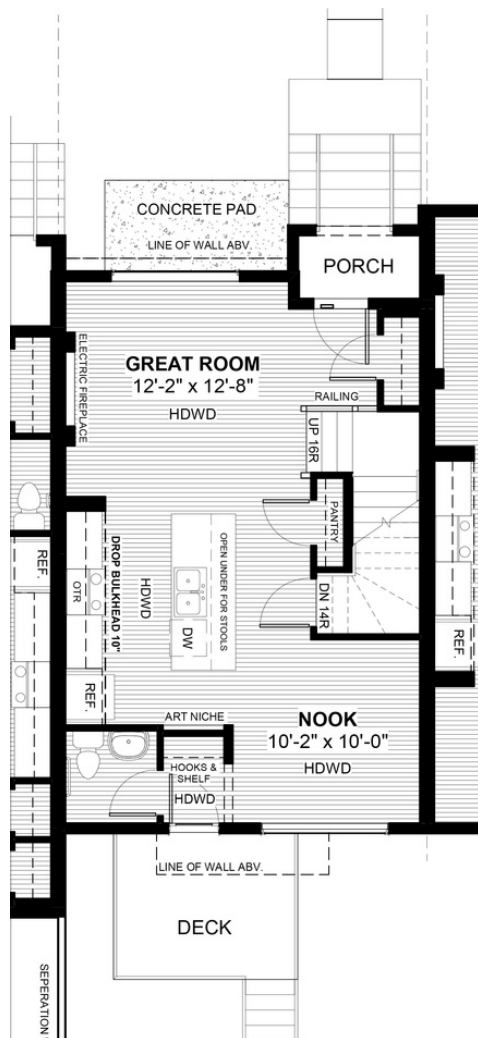 CONCRETE PAD
LINE OF WALL ABV.
PORCH
GREAT ROOM
12'-2" x 12'-8"
HDWD
ELECTRIC FIREPLACE
RAILING
UP 16R
PANTRY
DROP BULKHEAD 10"
OPEN UNDER FOR STOOLS
REF.
OTR
HDWD
DN 14R
DW
REF.
REF.
ART NICHE
NOOK
10'-2" x 10'-0"
HDWD
HOOKS &
SHELF
HDWD
LINE OF WALL ABV.
DECK
SEPERATION